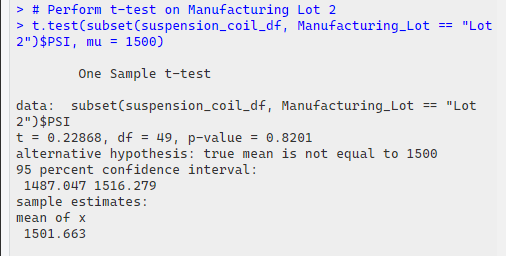 > # Perform t-test on Manufacturing Lot 2
> t.test(subset(suspension_coil_df, Manufacturing_Lot == "Lot
2")$PSI, mu = 1500)
One Sample t-test
data:  subset(suspension_coil_df, Manufacturing_Lot == "Lot
2")$PSI
t = 0.22868, df = 49, p-value = 0.8201
alternative hypothesis: true mean is not equal to 1500
95 percent confidence interval:
1487.047 1516.279
sample estimates:
mean of x
1501.663